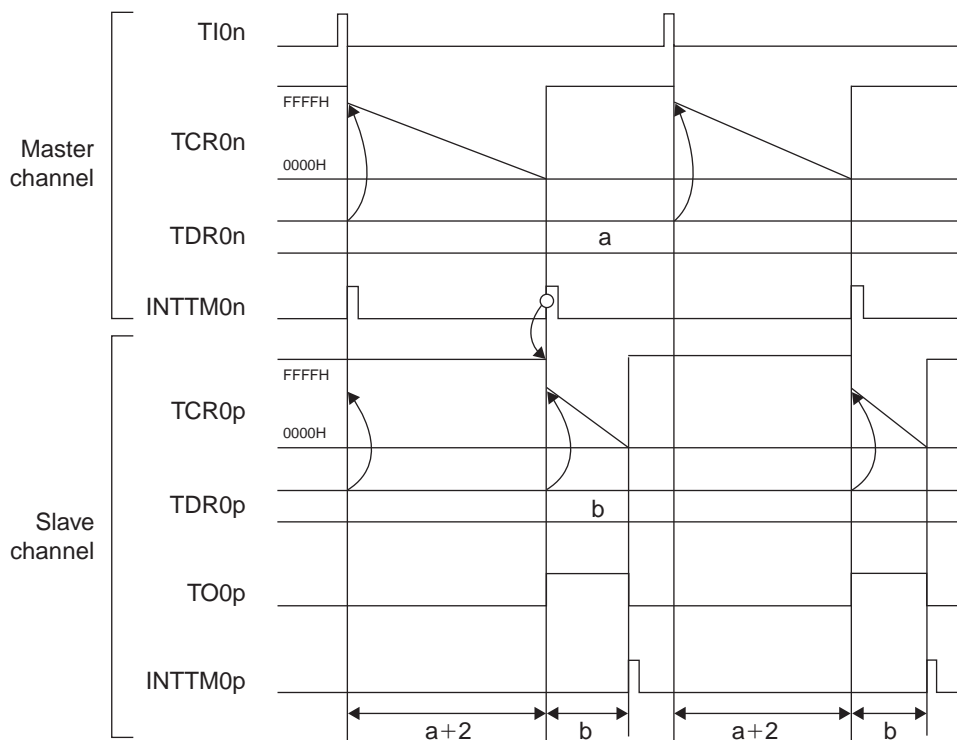 TI0n
FFFFH
TCR0n
0000H
Master
channel
TDR0n
a
INTTM0n
FFFFH
TCR0p
0000H
TDR0p
b
Slave
channel
TO0p
INTTM0p
a+2 b a+2 b